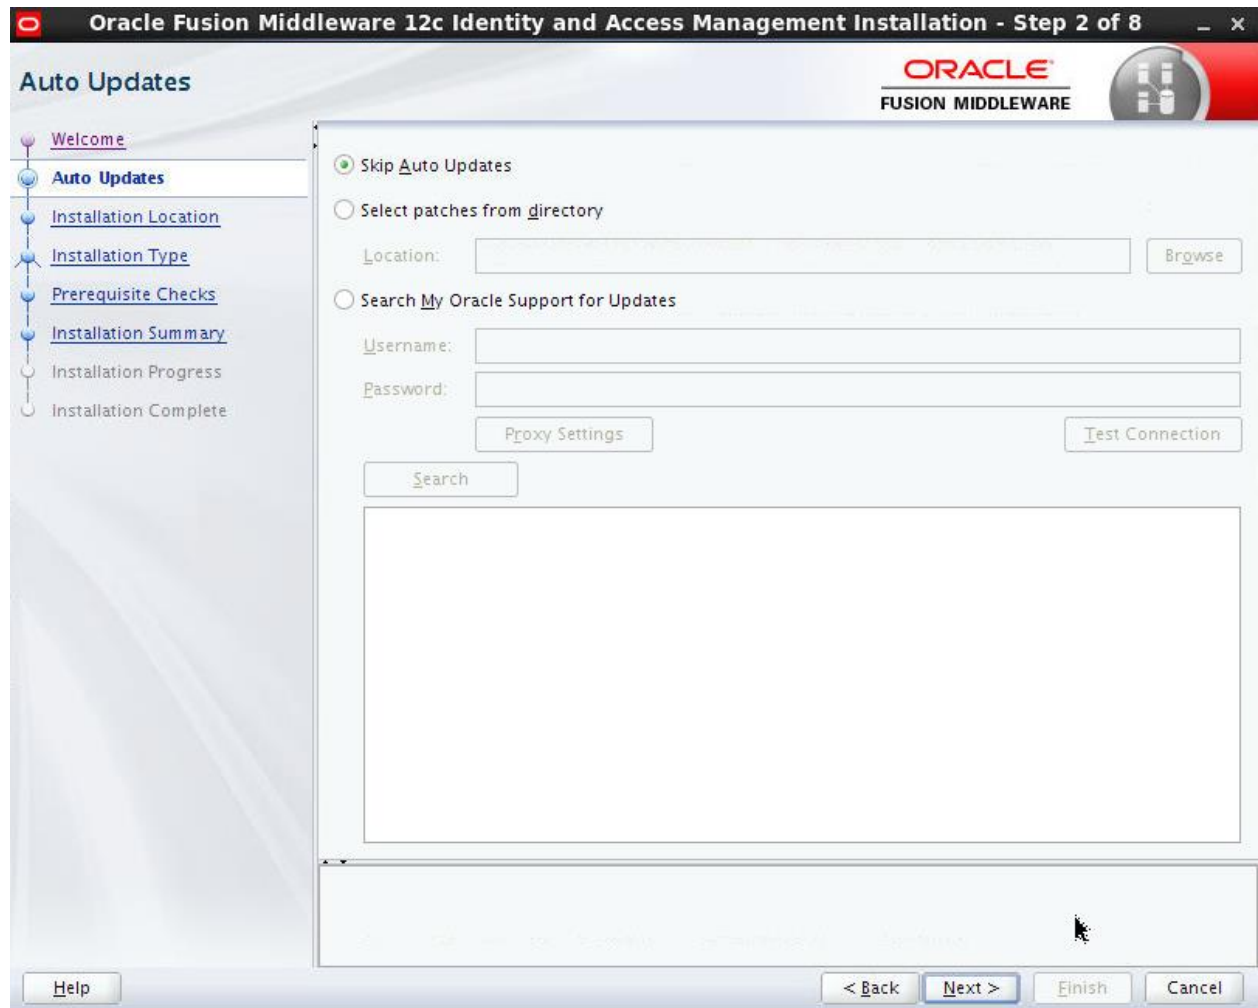 Oracle Fusion Middleware 12c Identity and Access Management Installation - Step 2 of 8
Auto Updates
ORACLE
FUSION MIDDLEWARE
Welcome
Auto Updates
Installation Location
Installation Type
Prerequisite Checks
Installation Summary
Installation Progress
Installation Complete
Skip Auto Updates
Select patches from directory
Location:
Browse
Search My Oracle Support for Updates
Username:
Password:
Proxy Settings
Test Connection
Search
Help
< Back
Next >
Finish
Cancel